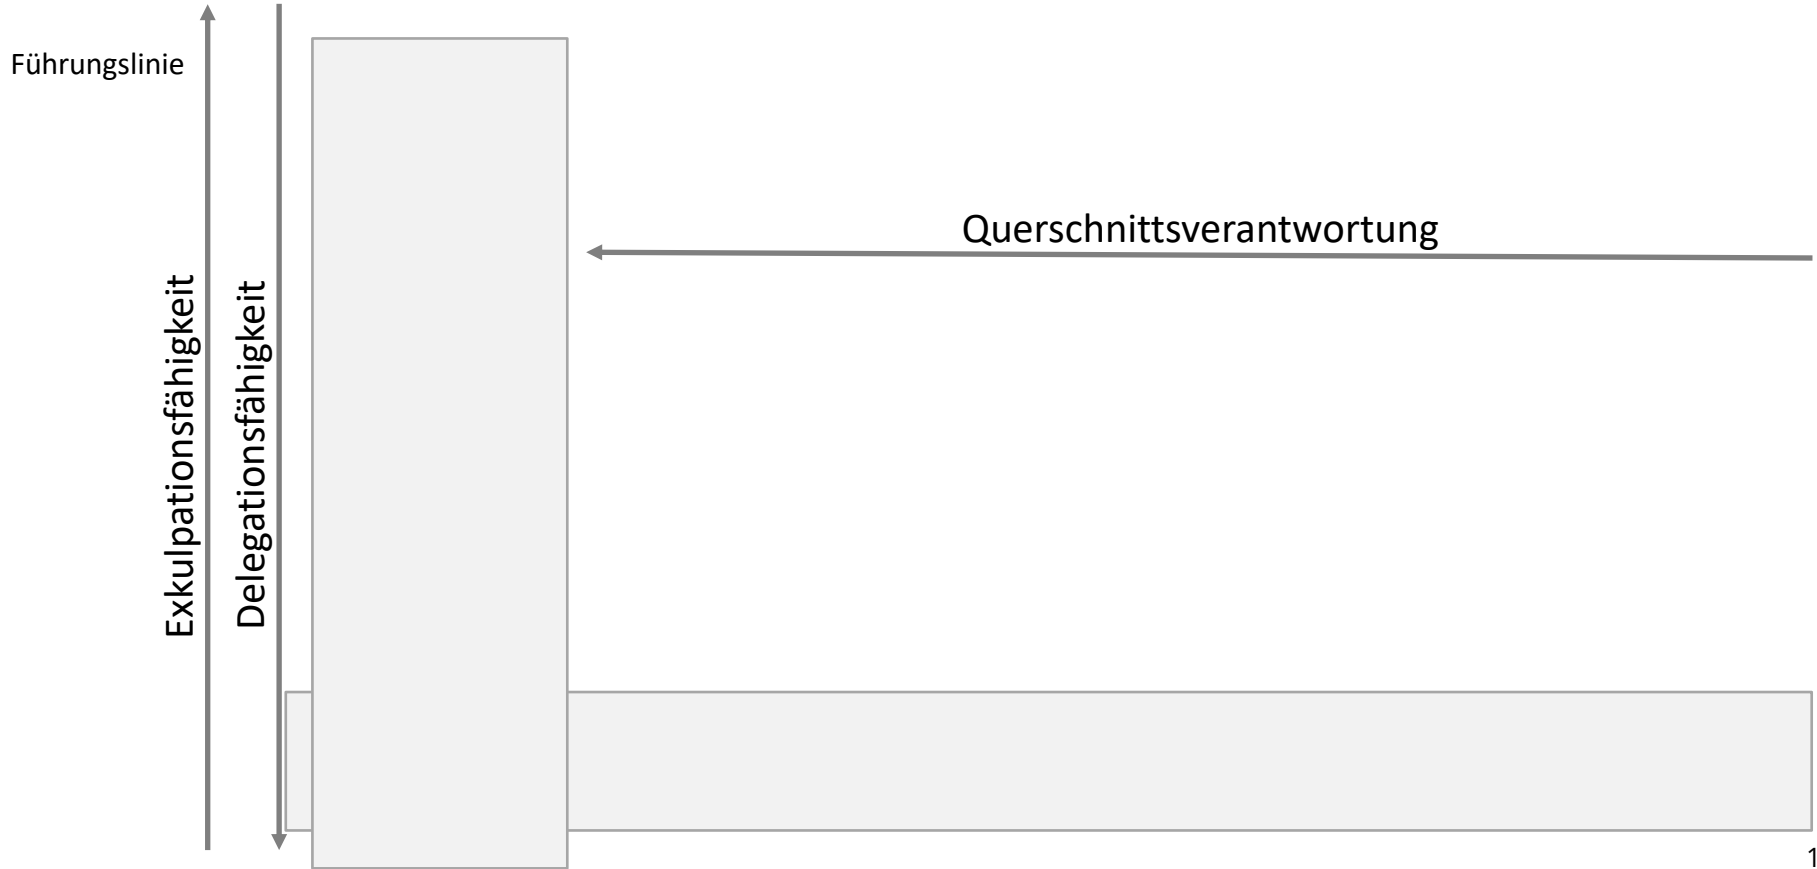 Führungslinie
Querschnittsverantwortung
Exkulpationsfähigkeit
Delegationsfähigkeit
1